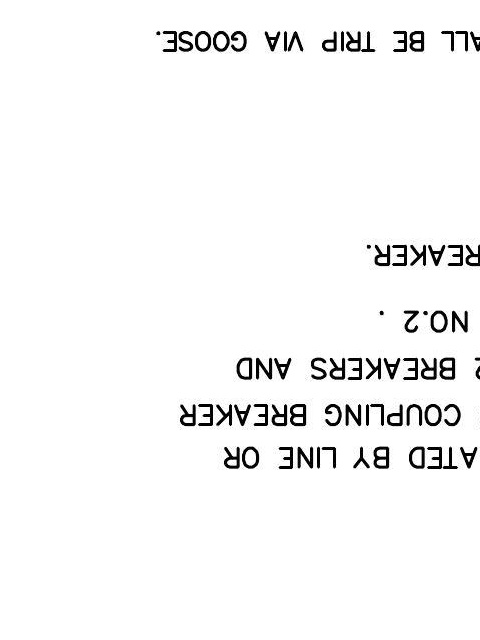 ATED BY LINE OR
COUPLING BREAKER
BREAKERS AND
NO.2 .
REAKER.
ALL BE TRIP VIA GOOSE.